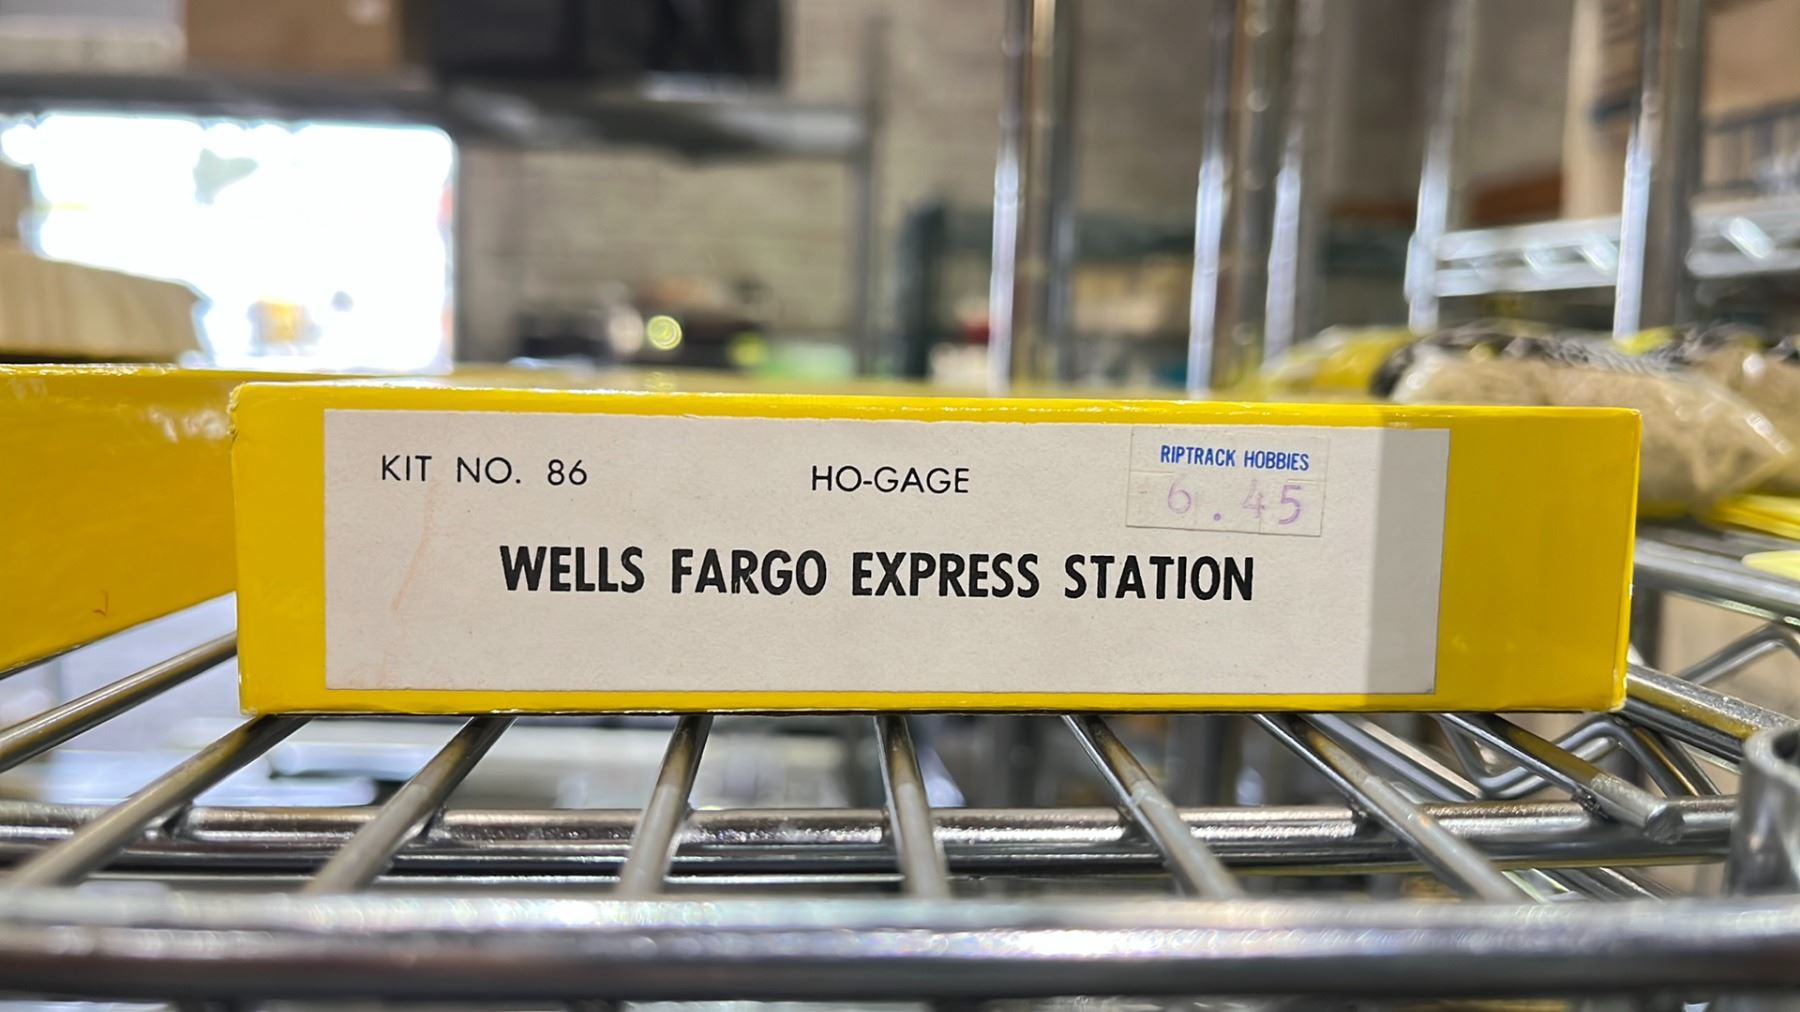 KIT NO. 86
HO-GAGE
RIPTRACK HOBBIES
6.45
WELLS FARGO EXPRESS STATION